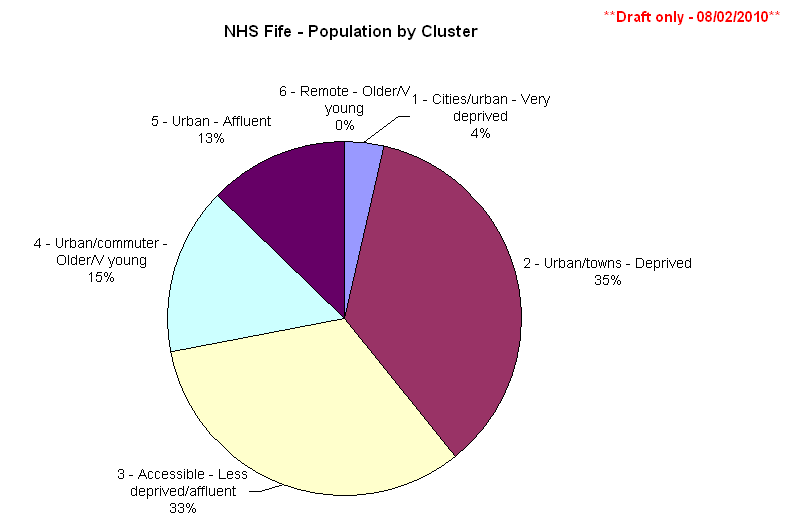 **Draft only - 08/02/2010**
NHS Fife - Population by Cluster
6 - Remote - Older/V
young
0%
1 - Cities/urban - Very
deprived
4%
5 - Urban - Affluent
13%
4 - Urban/commuter -
Older/V young
15%
2 - Urban/towns - Deprived
35%
3 - Accessible - Less
deprived/affluent
33%